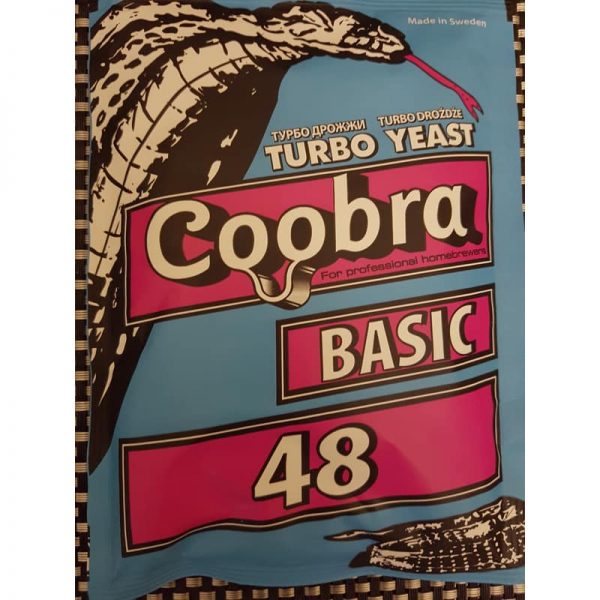 Made in Sweden
ТУРБО ДРОЖЖИ TURBO DROŻDŻE
TURBO YEAST
Coobra
For professional homebrewers
BASIC
48